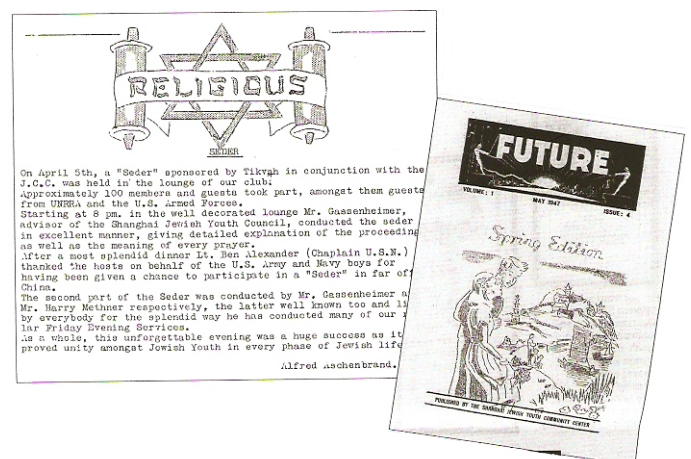 RELIGIOUS
SEDER
On April 5th, a "Seder" sponsored by Tikvah in conjunction with the
J.C.C. was held in the lounge of our club.
Approximately 100 members and guests took part, amongst them guests
from UNRRA and the U.S. Armed Forces.
Starting at 8 pm. in the well decorated lounge Mr. Gassenheimer,
advisor of the Shanghai Jewish Youth Council, conducted the seder
in excellent manner, giving detailed explanation of the proceeding
as well as the meaning of every prayer.
After a most splendid dinner Lt. Ben Alexander (Chaplain U.S.N.)
thanked the hosts on behalf of the U.S. Army and Navy boys for
having been given a chance to participate in a "Seder" in far off
China.
The second part of the Seder was conducted by Mr. Gassenheimer a
Mr. Harry Methner respectively, the latter well known too and li
by everybody for the splendid way he has conducted many of our r
lar Friday Evening Services.
As a whole, this unforgettable evening was a huge success as it
proved unity amongst Jewish Youth in every phase of Jewish life
Alfred Aschenbrand.
FUTURE
VOLUME: 1 MAY 1947 ISSUE: 4
Spring Edition
PUBLISHED BY THE SHANGHAI JEWISH YOUTH COMMUNITY CENTER